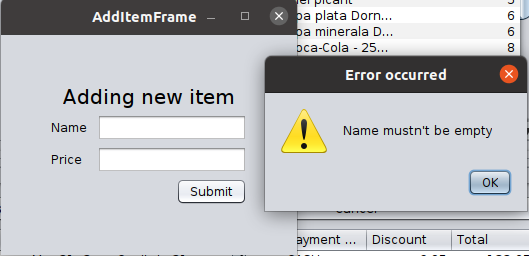 AddItemFrame
Adding new item
Name
Price
Submit
picant 5
pa plata Dorn... 6
pa minerala D... 6
oca-Cola - 25... 8
Error occurred
Name mustn't be empty
OK
ayment ... Discount Total